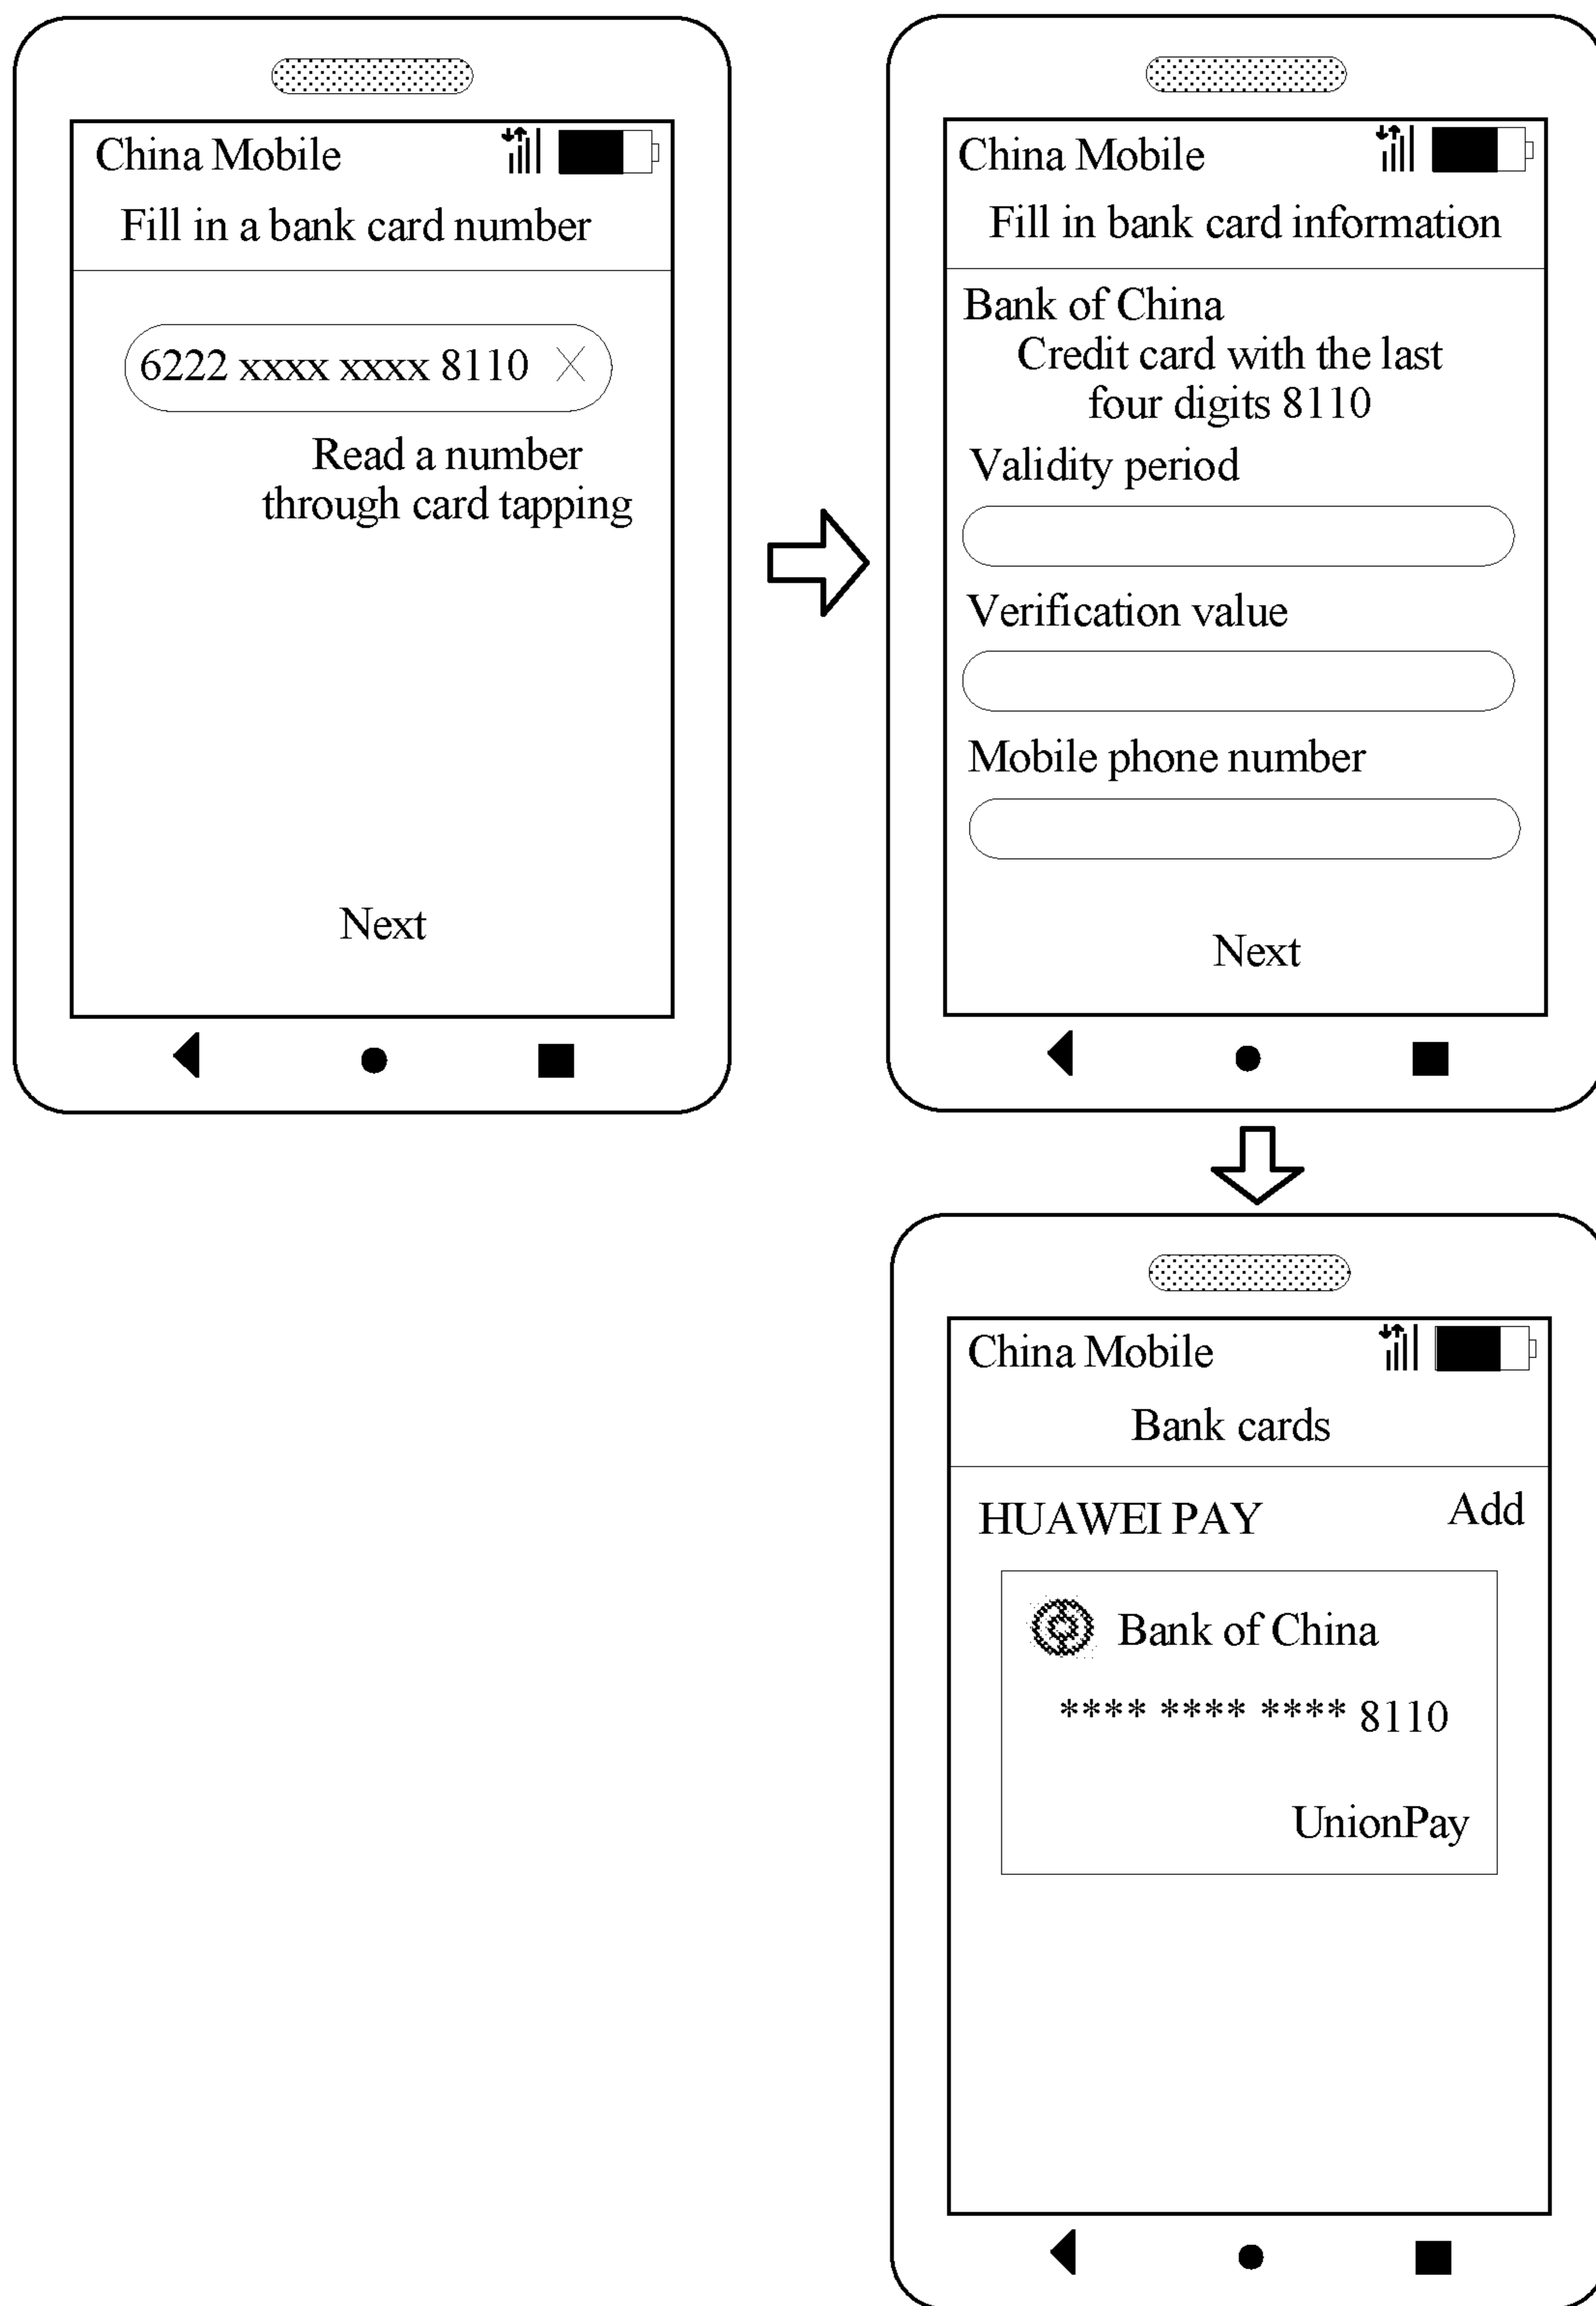 China Mobile
Fill in a bank card number
6222 xxxx xxxx 8110
Read a number
through card tapping
Next
China Mobile
Fill in bank card information
Bank of China
Credit card with the last
four digits 8110
Validity period
Verification value
Mobile phone number
Next
China Mobile
Bank cards
HUAWEI PAY
Add
Bank of China
**** **** **** 8110
UnionPay